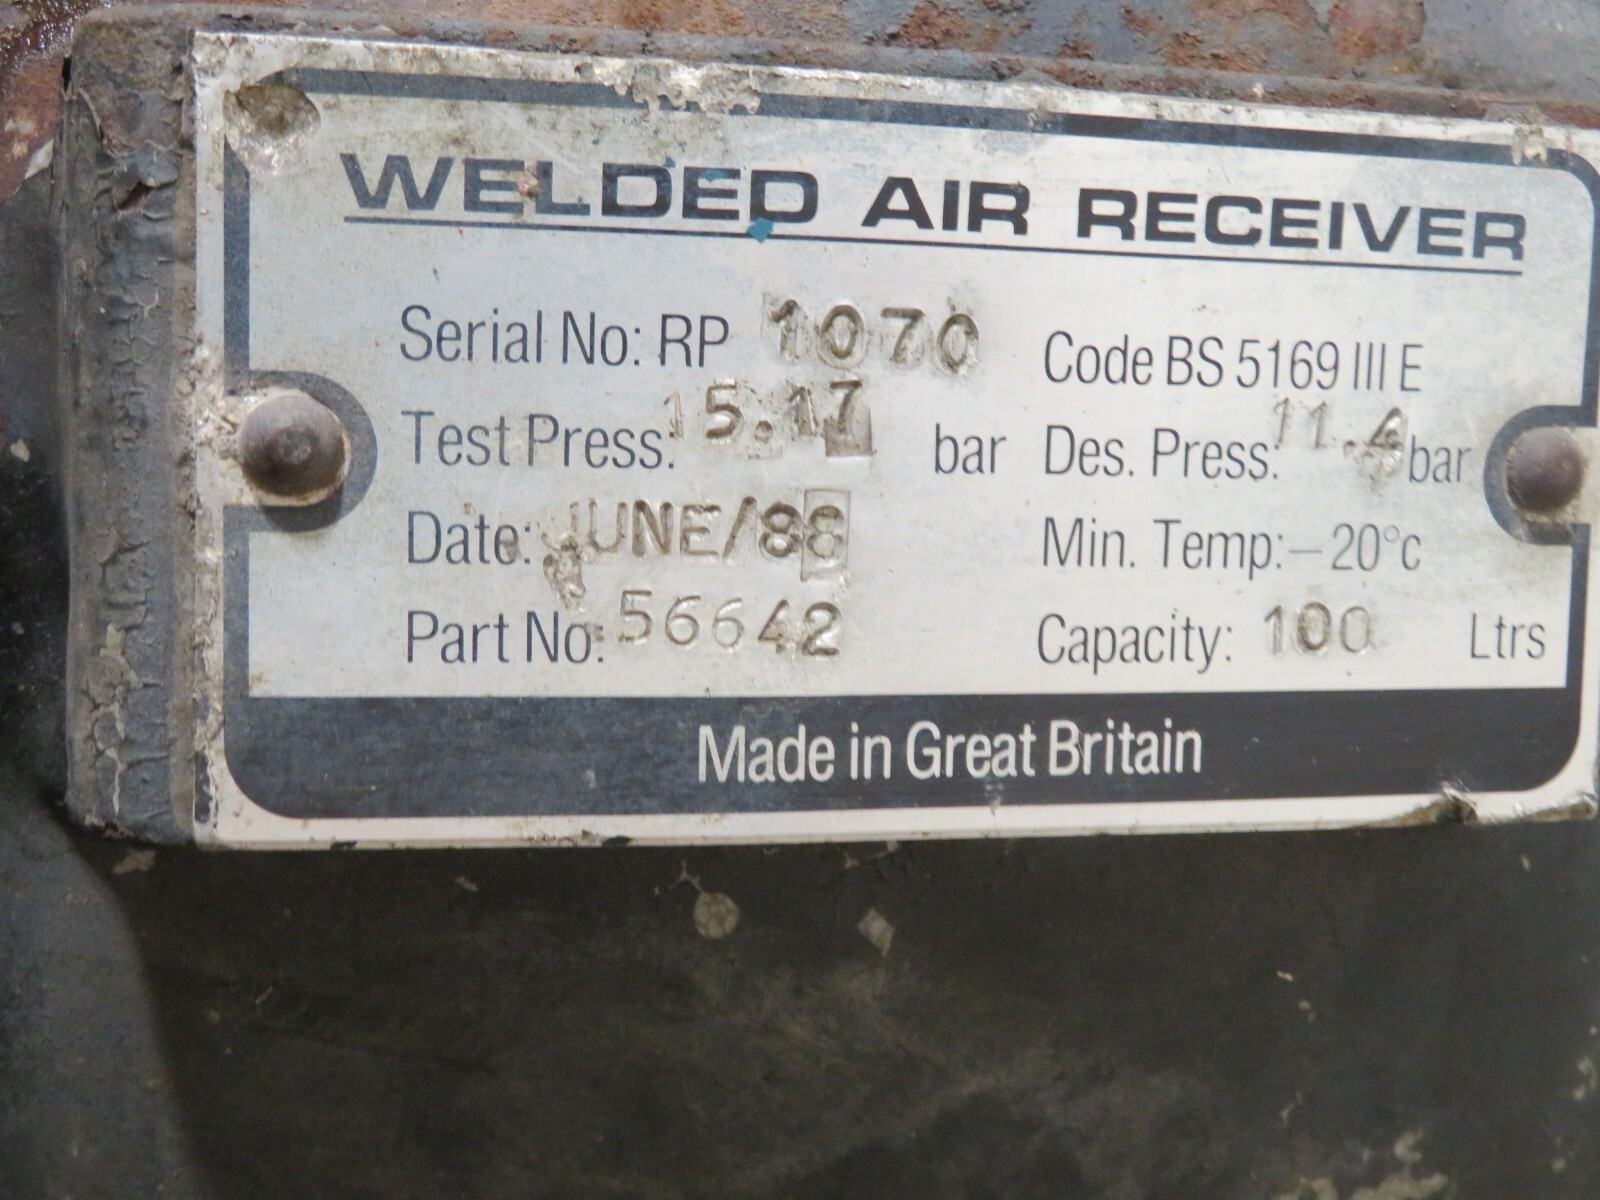 WELDED AIR RECEIVER
Serial No: RP 1070 Code BS 5169 III E
Test Press: 15.17 bar Des. Press: 11.4 bar
Date: JUNE/88 Min. Temp: -20°c
Part No: 56642 Capacity: 100 Ltrs
Made in Great Britain